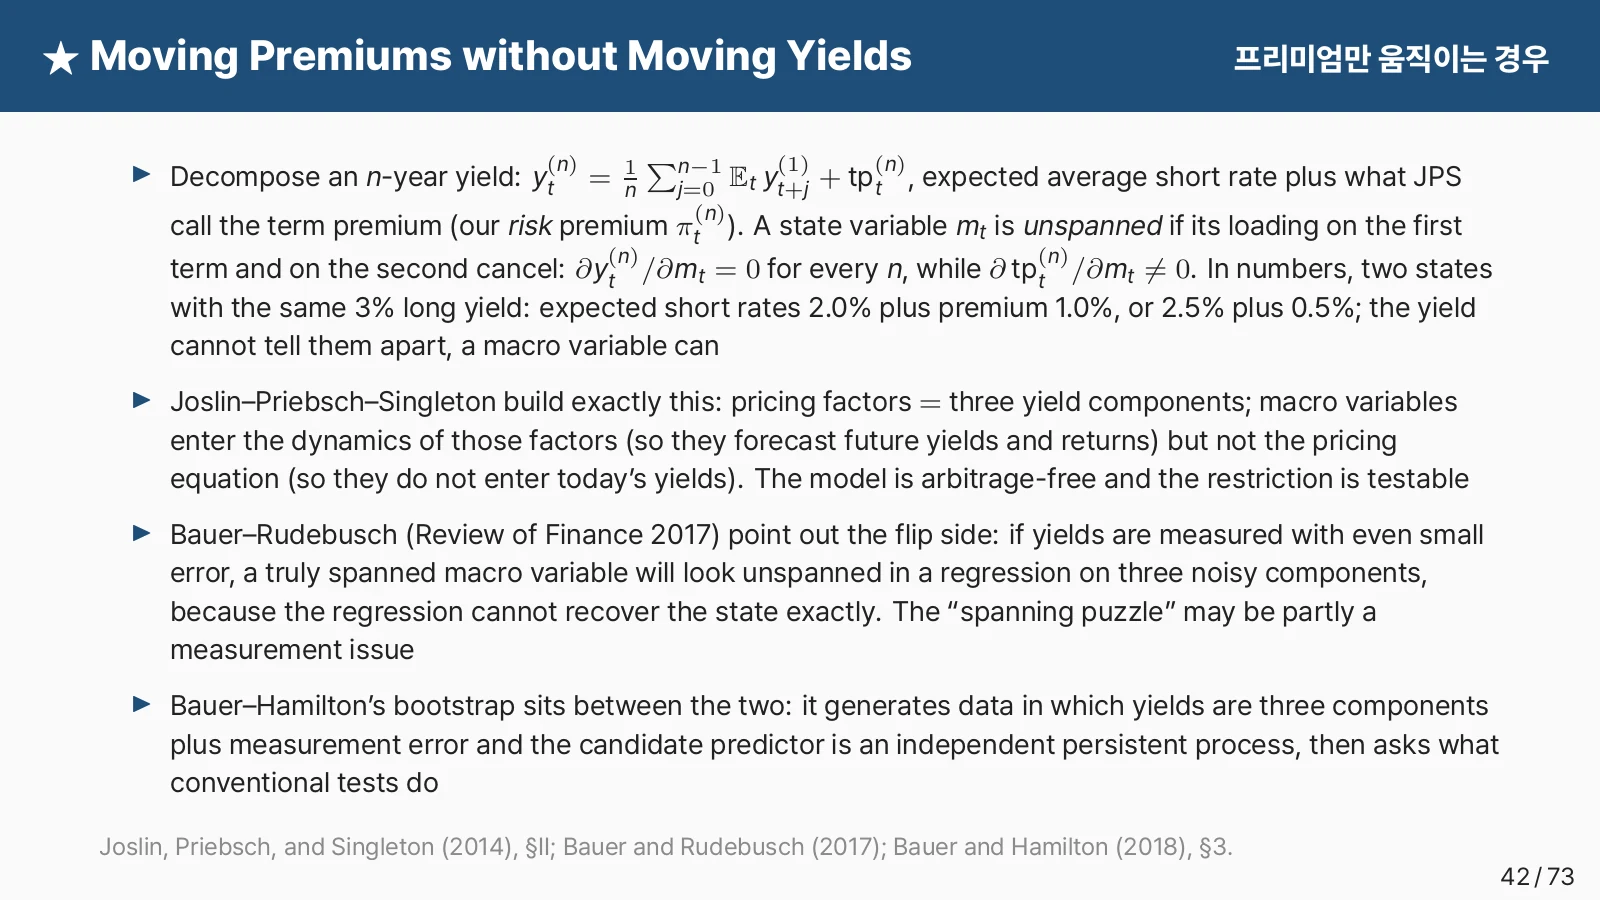 ★ Moving Premiums without Moving Yields
프리미엄만 움직이는 경우
▶ Decompose an n-year yield: y_t^{(n)} = \frac{1}{n} \sum_{j=0}^{n-1} 𝔼_t y_{t+j}^{(1)} + tp_t^{(n)}, expected average short rate plus what JPS
call the term premium (our risk premium π_t^{(n)}). A state variable m_t is unspanned if its loading on the first
term and on the second cancel: ∂y_t^{(n)}/∂m_t = 0 for every n, while ∂ tp_t^{(n)}/∂m_t ≠ 0. In numbers, two states
with the same 3% long yield: expected short rates 2.0% plus premium 1.0%, or 2.5% plus 0.5%; the yield
cannot tell them apart, a macro variable can
▶ Joslin–Priebsch–Singleton build exactly this: pricing factors = three yield components; macro variables
enter the dynamics of those factors (so they forecast future yields and returns) but not the pricing
equation (so they do not enter today’s yields). The model is arbitrage-free and the restriction is testable
▶ Bauer–Rudebusch (Review of Finance 2017) point out the flip side: if yields are measured with even small
error, a truly spanned macro variable will look unspanned in a regression on three noisy components,
because the regression cannot recover the state exactly. The “spanning puzzle” may be partly a
measurement issue
▶ Bauer–Hamilton’s bootstrap sits between the two: it generates data in which yields are three components
plus measurement error and the candidate predictor is an independent persistent process, then asks what
conventional tests do
Joslin, Priebsch, and Singleton (2014), §II; Bauer and Rudebusch (2017); Bauer and Hamilton (2018), §3.
42 / 73